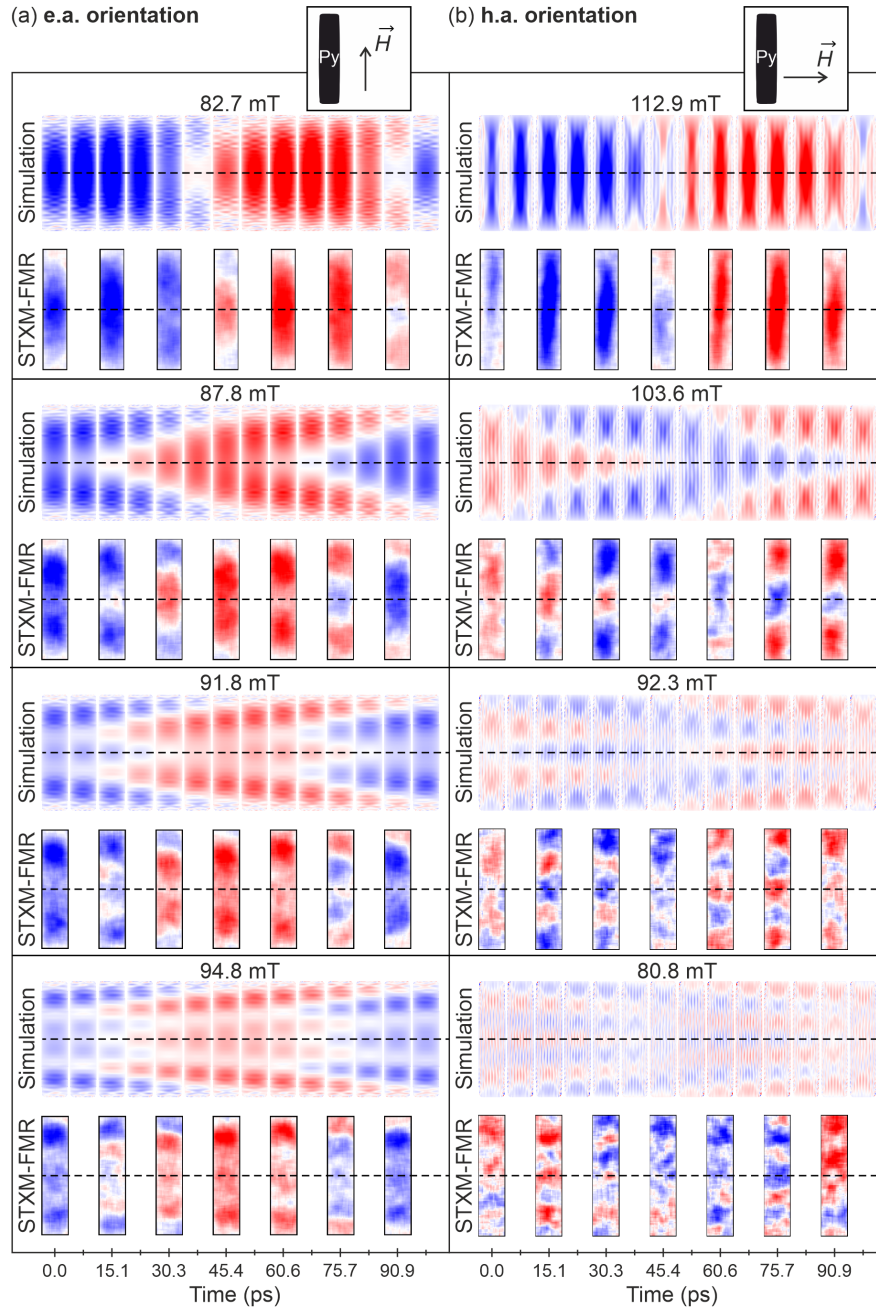 (a) e.a. orientation
Py
H
(b) h.a. orientation
Py
H
82.7 mT
Simulation
STXM-FMR
112.9 mT
Simulation
STXM-FMR
87.8 mT
Simulation
STXM-FMR
103.6 mT
Simulation
STXM-FMR
91.8 mT
Simulation
STXM-FMR
92.3 mT
Simulation
STXM-FMR
94.8 mT
Simulation
STXM-FMR
80.8 mT
Simulation
STXM-FMR
0.0 15.1 30.3 45.4 60.6 75.7 90.9
Time (ps)
0.0 15.1 30.3 45.4 60.6 75.7 90.9
Time (ps)